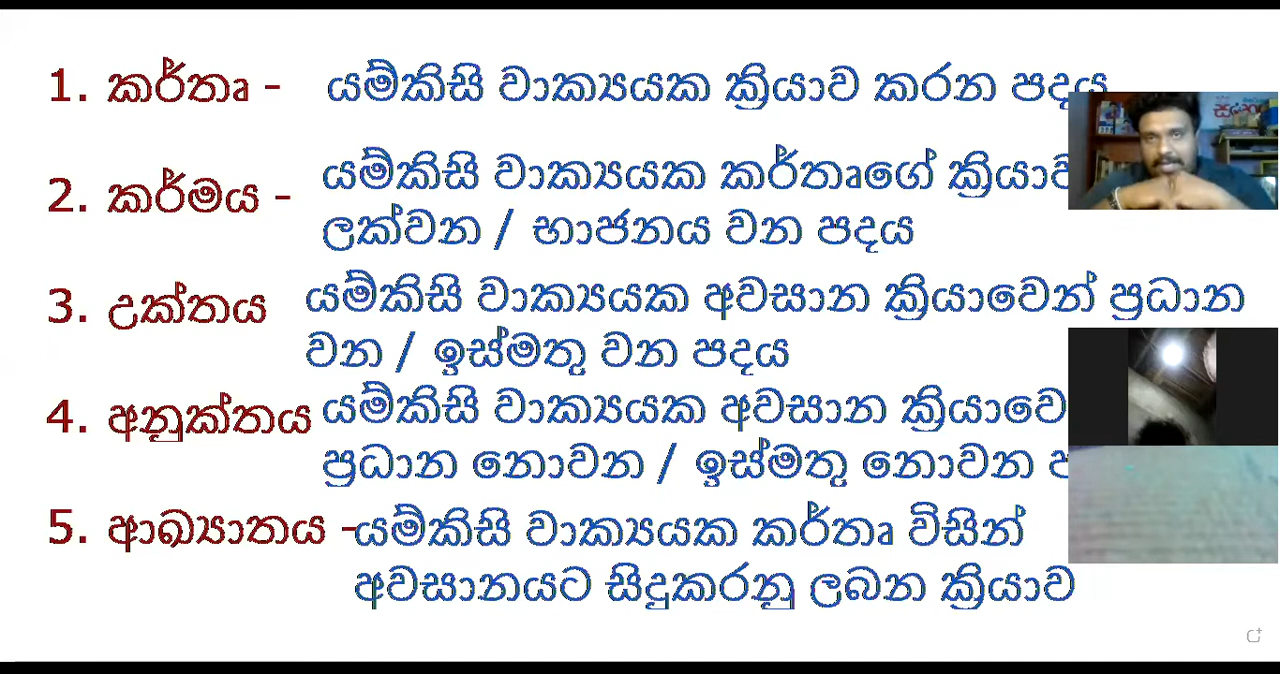 1. කර්තෘ - යම්කිසි වාක්‍යයක ක්‍රියාව කරන පදය
2. කර්මය - යම්කිසි වාක්‍යයක කර්තෘගේ ක්‍රියාව
ලක්වන / භාජනය වන පදය
3. උක්තය යම්කිසි වාක්‍යයක අවසාන ක්‍රියාවෙන් ප්‍රධාන
වන / ඉස්මතු වන පදය
4. අනුක්තය යම්කිසි වාක්‍යයක අවසාන
ප්‍රධාන නොවන / ඉස්මතු නොවන
5. ආඛ්‍යාතය - යම්කිසි වාක්‍යයක කර්තෘ විසින්
අවසානයට සිදුකරනු ලබන ක්‍රියාව